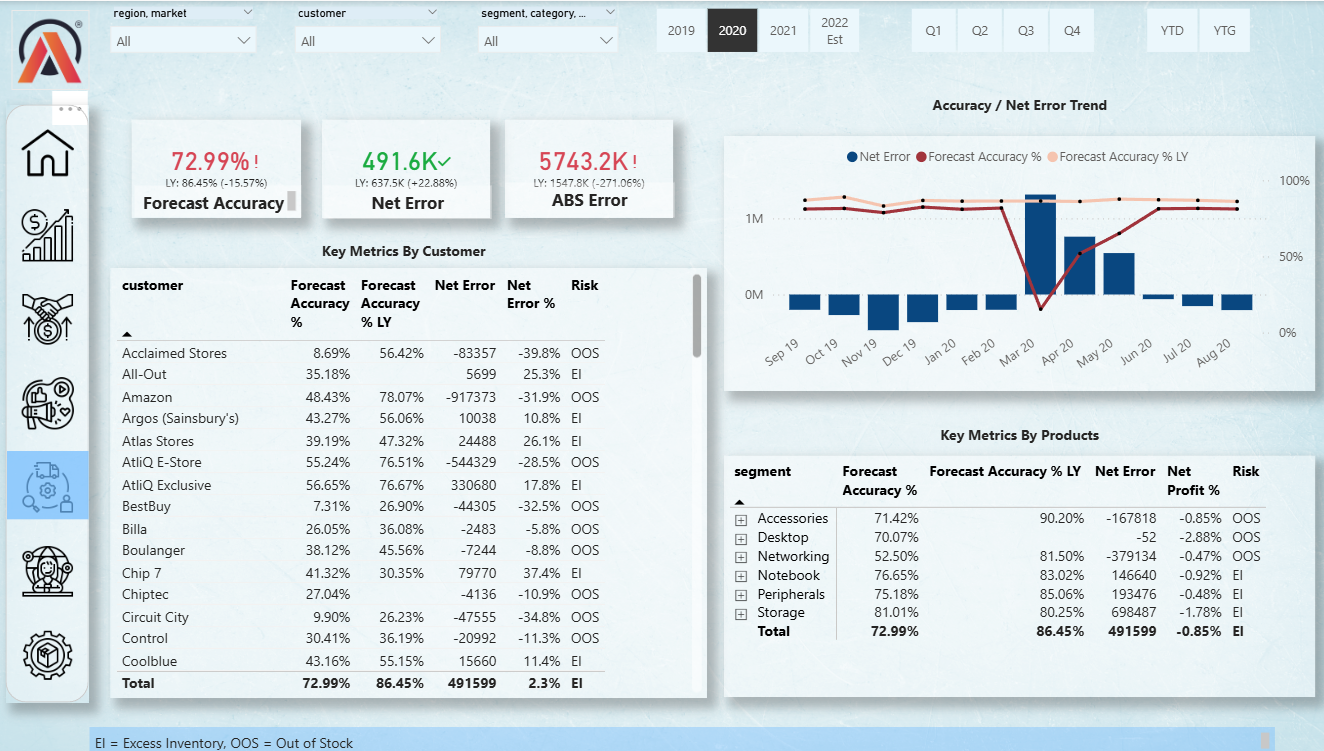 region, market
customer
segment, category, ...
All
All
All
2019
2020
2021
2022
Est
Q1
Q2
Q3
Q4
YTD
YTG
®
72.99% !
LY: 86.45% (-15.57%)
Forecast Accuracy
491.6K✓
LY: 637.5K (+22.88%)
Net Error
5743.2K !
LY: 1547.8K (-271.06%)
ABS Error
Accuracy / Net Error Trend
Net Error Forecast Accuracy % Forecast Accuracy % LY
100%
1M
50%
0M
0%
Sep 19
Oct 19
Nov 19
Dec 19
Jan 20
Feb 20
Mar 20
Apr 20
May 20
Jun 20
Jul 20
Aug 20
Key Metrics By Customer
customer Forecast Accuracy % Forecast Accuracy % LY Net Error Net Error % Risk
Acclaimed Stores 8.69% 56.42% -83357 -39.8% OOS
All-Out 35.18% 5699 25.3% EI
Amazon 48.43% 78.07% -917373 -31.9% OOS
Argos (Sainsbury's) 43.27% 56.06% 10038 10.8% EI
Atlas Stores 39.19% 47.32% 24488 26.1% EI
AtliQ E-Store 55.24% 76.51% -544329 -28.5% OOS
AtliQ Exclusive 56.65% 76.67% 330680 17.8% EI
BestBuy 7.31% 26.90% -44305 -32.5% OOS
Billa 26.05% 36.08% -2483 -5.8% OOS
Boulanger 38.12% 45.56% -7244 -8.8% OOS
Chip 7 41.32% 30.35% 79770 37.4% EI
Chiptec 27.04% -4136 -10.9% OOS
Circuit City 9.90% 26.23% -47555 -34.8% OOS
Control 30.41% 36.19% -20992 -11.3% OOS
Coolblue 43.16% 55.15% 15660 11.4% EI
Total 72.99% 86.45% 491599 2.3% EI
Key Metrics By Products
segment Forecast Accuracy % Forecast Accuracy % LY Net Error Net Profit % Risk
Accessories 71.42% 90.20% -167818 -0.85% OOS
Desktop 70.07% -52 -2.88% OOS
Networking 52.50% 81.50% -379134 -0.47% OOS
Notebook 76.65% 83.02% 146640 -0.92% EI
Peripherals 75.18% 85.06% 193476 -0.48% EI
Storage 81.01% 80.25% 698487 -1.78% EI
Total 72.99% 86.45% 491599 -0.85% EI
EI = Excess Inventory, OOS = Out of Stock